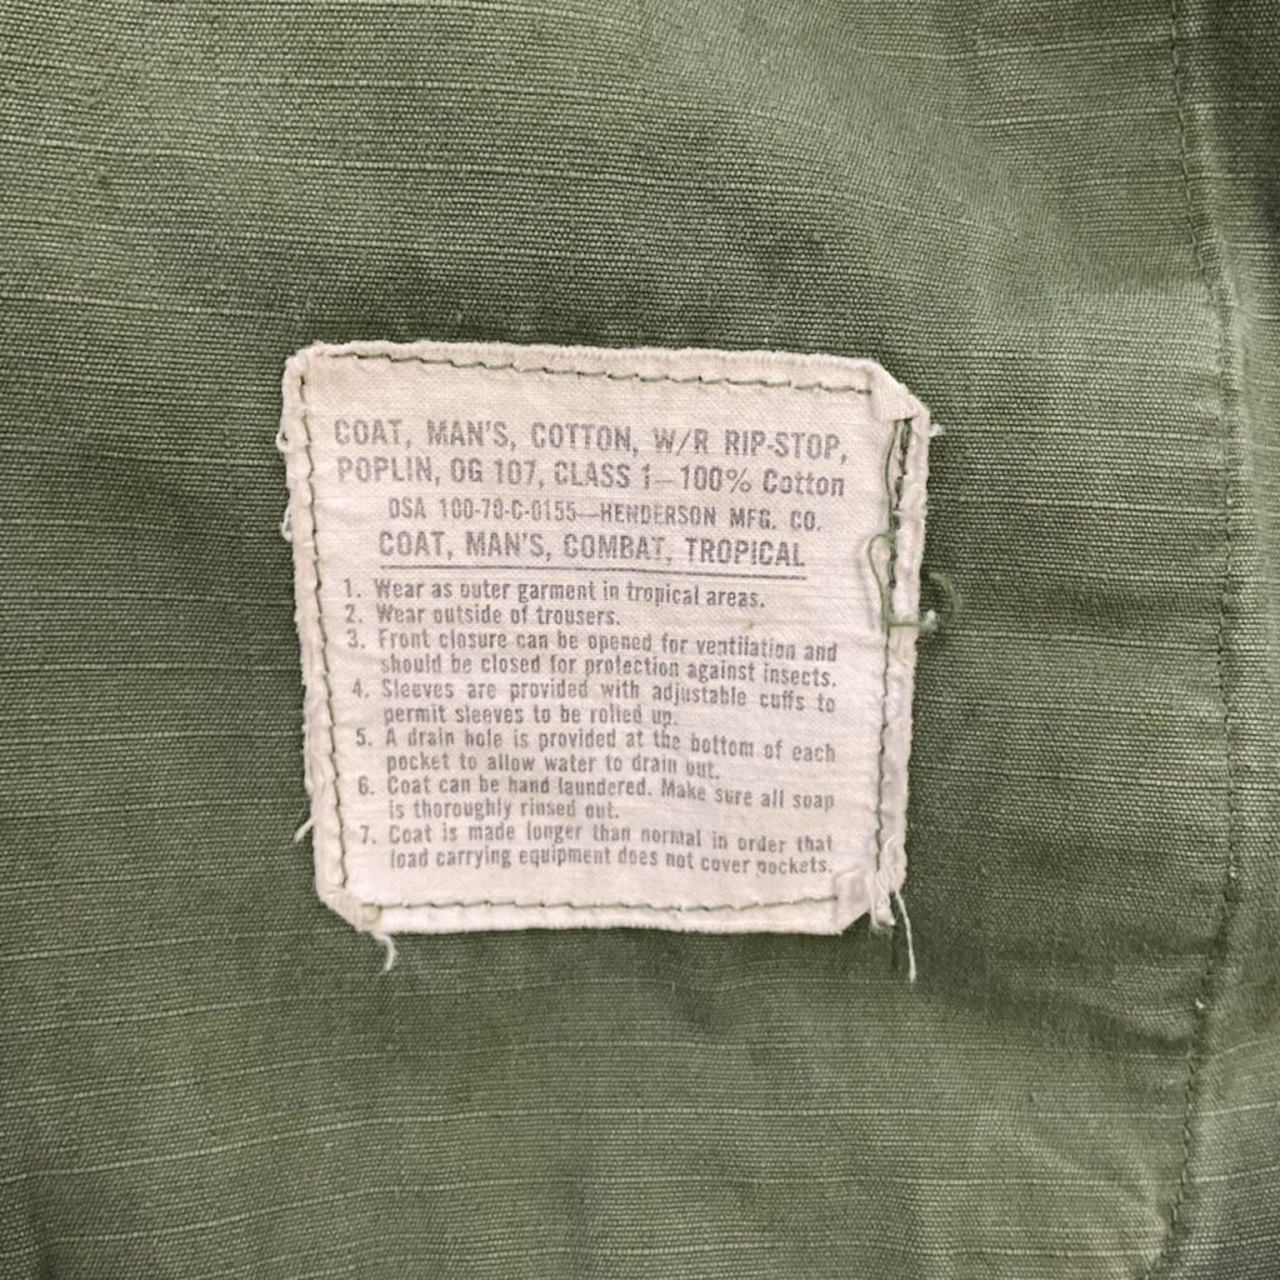 COAT, MAN'S, COTTON, W/R RIP-STOP,
POPLIN, OG 107, CLASS 1—100% Cotton
DSA 100-70-C-0155—HENDERSON MFG. CO.
COAT, MAN'S, COMBAT, TROPICAL
1. Wear as outer garment in tropical areas.
2. Wear outside of trousers.
3. Front closure can be opened for ventilation and
should be closed for protection against insects.
4. Sleeves are provided with adjustable cuffs to
permit sleeves to be rolled up.
5. A drain hole is provided at the bottom of each
pocket to allow water to drain out.
6. Coat can be hand laundered. Make sure all soap
is thoroughly rinsed out.
7. Coat is made longer than normal in order that
load carrying equipment does not cover pockets.